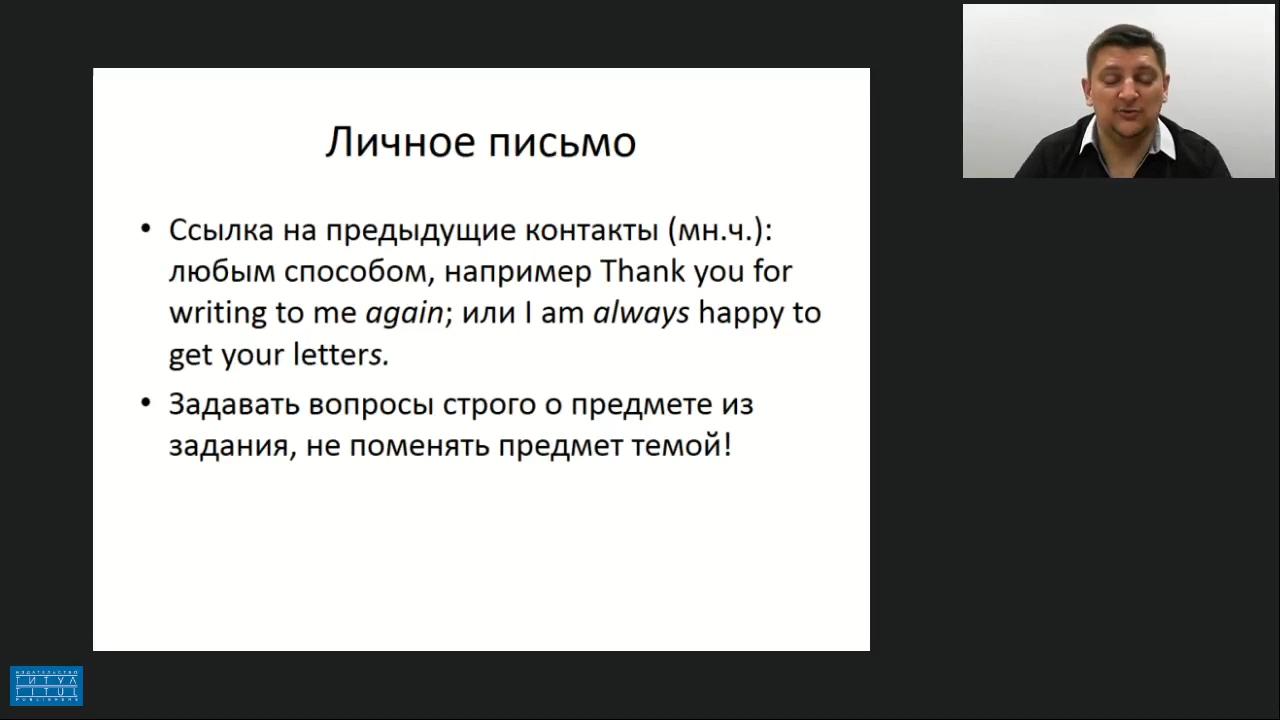 Личное письмо
• Ссылка на предыдущие контакты (мн.ч.):
любым способом, например Thank you for
writing to me again; или I am always happy to
get your letters.
• Задавать вопросы строго о предмете из
задания, не поменять предмет темой!
ИЗДАТЕЛЬСТВО
ТИТУЛ
TITUL
PUBLISHERS